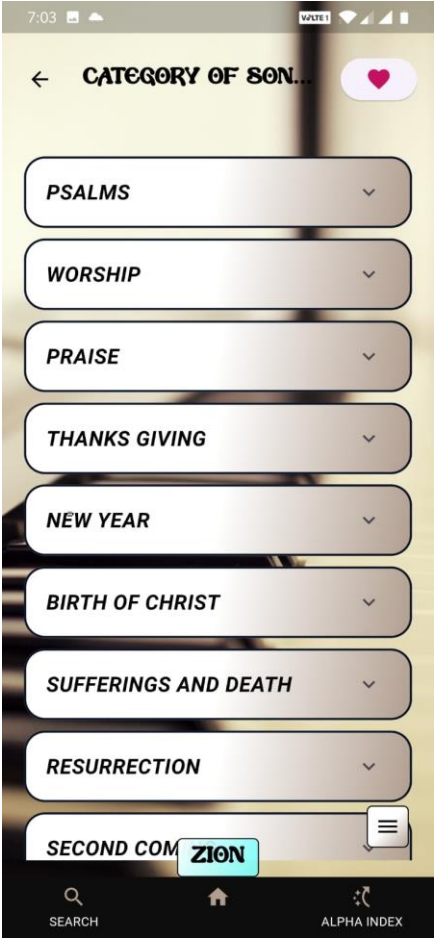 7:03
VoLTE 1
CATEGORY OF SON...
PSALMS
WORSHIP
PRAISE
THANKS GIVING
NEW YEAR
BIRTH OF CHRIST
SUFFERINGS AND DEATH
RESURRECTION
SECOND COM
ZION
SEARCH
ALPHA INDEX